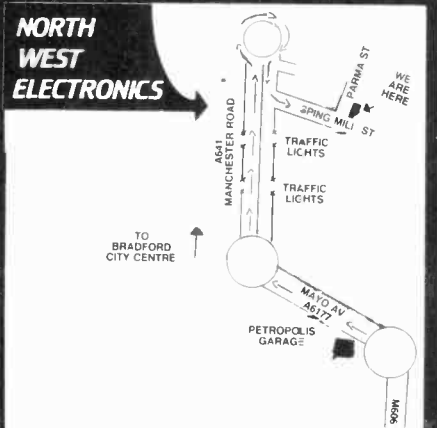 NORTH
WEST
ELECTRONICS
PARMA ST
WE
ARE
HERE
PING MILL ST
A641
MANCHESTER ROAD
TRAFFIC
LIGHTS
TRAFFIC
LIGHTS
TO
BRADFORD
CITY CENTRE
MAYO AV
A6177
PETROPOLIS
GARAGE
M606